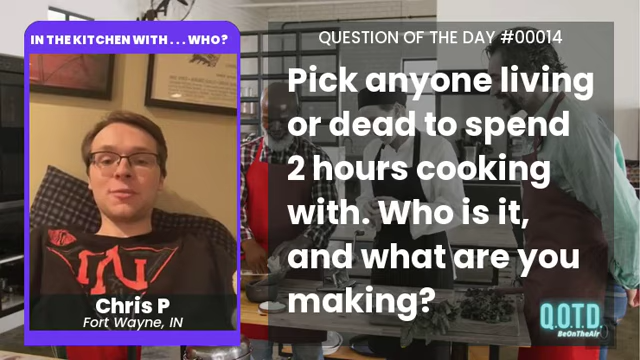 IN THE KITCHEN WITH . . . WHO?
QUESTION OF THE DAY #00014
Pick anyone living
or dead to spend
2 hours cooking
with. Who is it,
and what are you
making?
Chris P
Fort Wayne, IN
Q.O.T.D.
BeOnTheAir